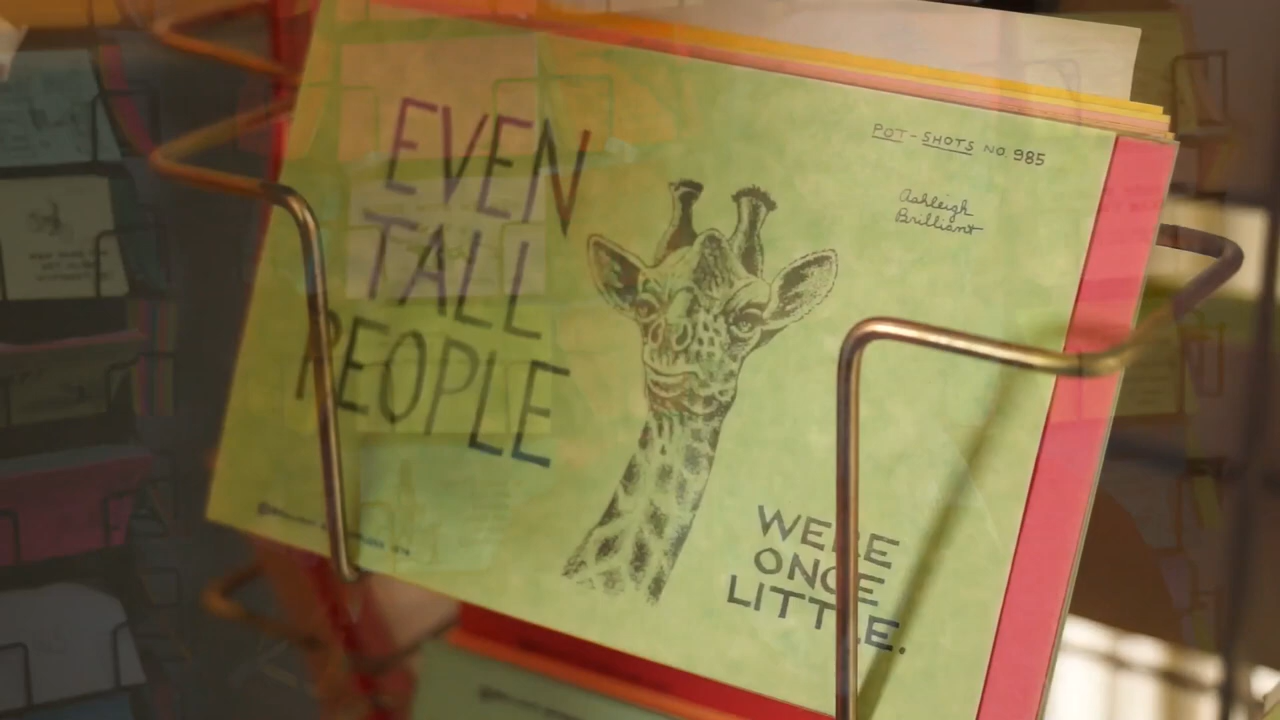 EVEN
TALL
PEOPLE
POT-SHOTS NO. 985
Ashleigh
Brilliant
WERE
ONCE
LITTLE.